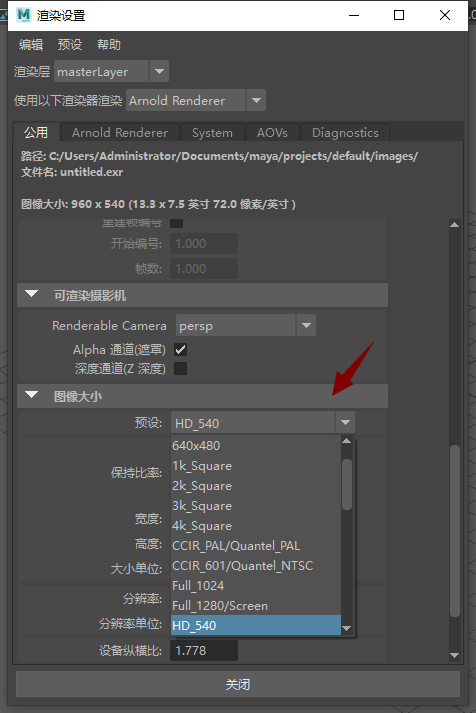 渲染设置
编辑 预设 帮助
渲染层 masterLayer
使用以下渲染器渲染 Arnold Renderer
公用 Arnold Renderer System AOVs Diagnostics
路径: C:/Users/Administrator/Documents/maya/projects/default/images/
文件名: untitled.exr
图像大小: 960 x 540 (13.3 x 7.5 英寸 72.0 像素/英寸 )
重建帧编号
开始编号: 1.000
帧数: 1.000
可渲染摄影机
Renderable Camera persp
Alpha 通道(遮罩)
深度通道(Z 深度)
图像大小
预设: HD_540
640x480
1k_Square
保持比率:
2k_Square
3k_Square
宽度: 4k_Square
高度: CCIR_PAL/Quantel_PAL
大小单位: CCIR_601/Quantel_NTSC
Full_1024
分辨率: Full_1280/Screen
分辨率单位: HD_540
设备纵横比: 1.778
关闭